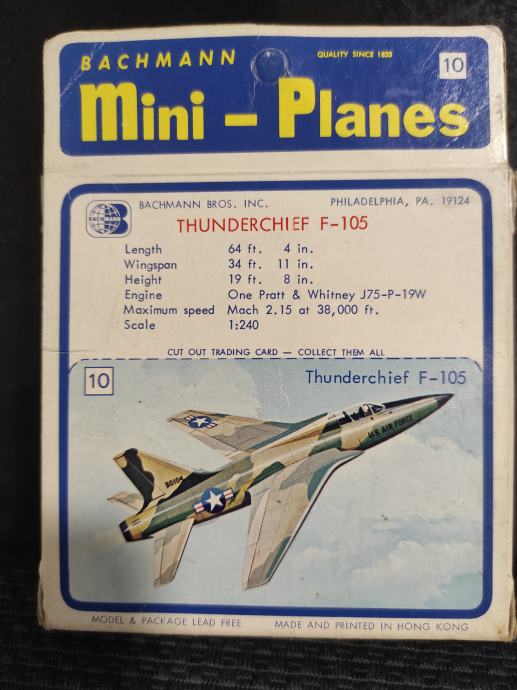 BACHMANN QUALITY SINCE 1833 10
Mini - Planes
BACHMANN
BACHMANN BROS. INC. PHILADELPHIA, PA. 19124
THUNDERCHIEF F-105
Length 64 ft. 4 in.
Wingspan 34 ft. 11 in.
Height 19 ft. 8 in.
Engine One Pratt & Whitney J75-P-19W
Maximum speed Mach 2.15 at 38,000 ft.
Scale 1:240
CUT OUT TRADING CARD — COLLECT THEM ALL
10 Thunderchief F-105
U.S. AIR FORCE
50104
MODEL & PACKAGE LEAD FREE MADE AND PRINTED IN HONG KONG